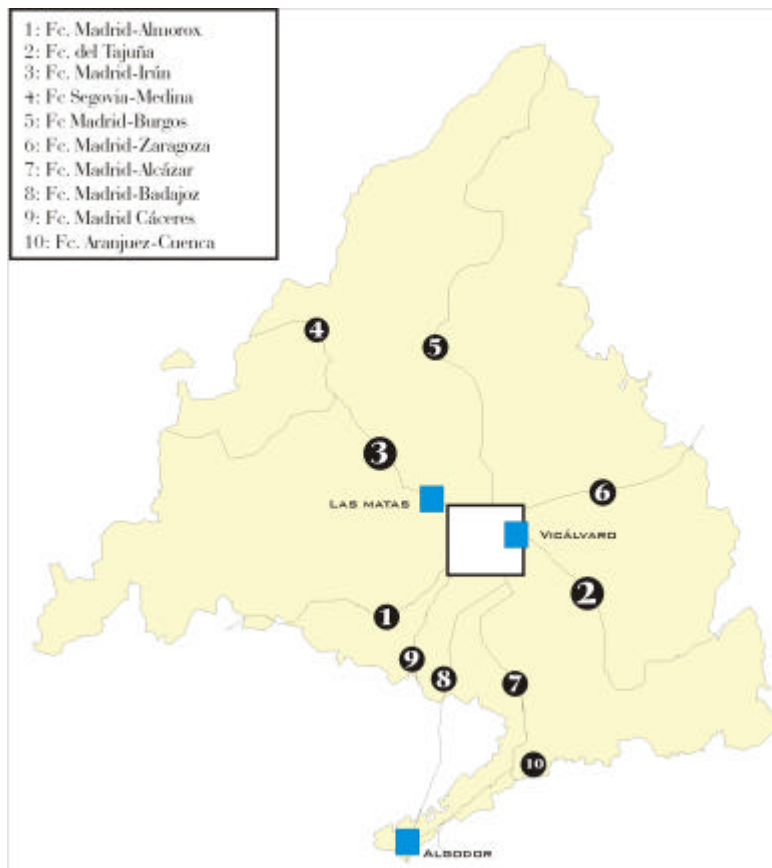 1: Fc. Madrid-Almorox
2: Fc. del Tajuña
3: Fc. Madrid-Irún
4: Fc Segovia-Medina
5: Fc Madrid-Burgos
6: Fc. Madrid-Zaragoza
7: Fc. Madrid-Alcázar
8: Fc. Madrid-Badajoz
9: Fc. Madrid Cáceres
10: Fc. Aranjuez-Cuenca
4
5
3
6
LAS MATAS
VICÁLVARO
2
1
9
8
7
10
ALGODOR